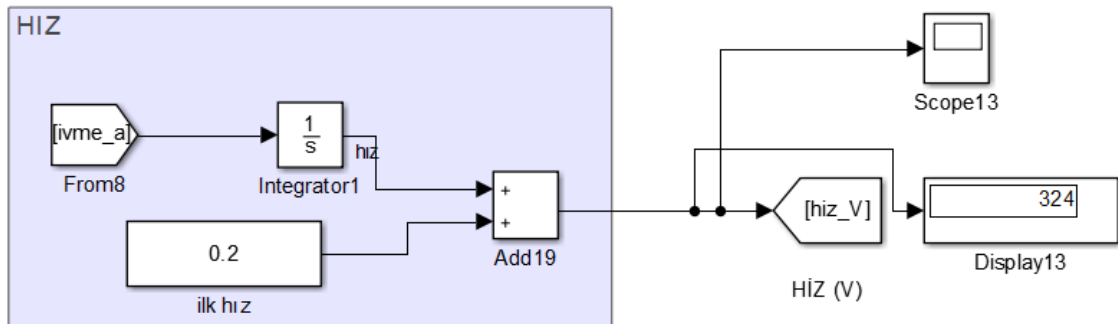 HIZ
[ivme_a]
From8
1
s
Integrator1
hız
0.2
ilk hız
+
+
Add19
Scope13
[hiz_V]
HİZ (V)
324
Display13